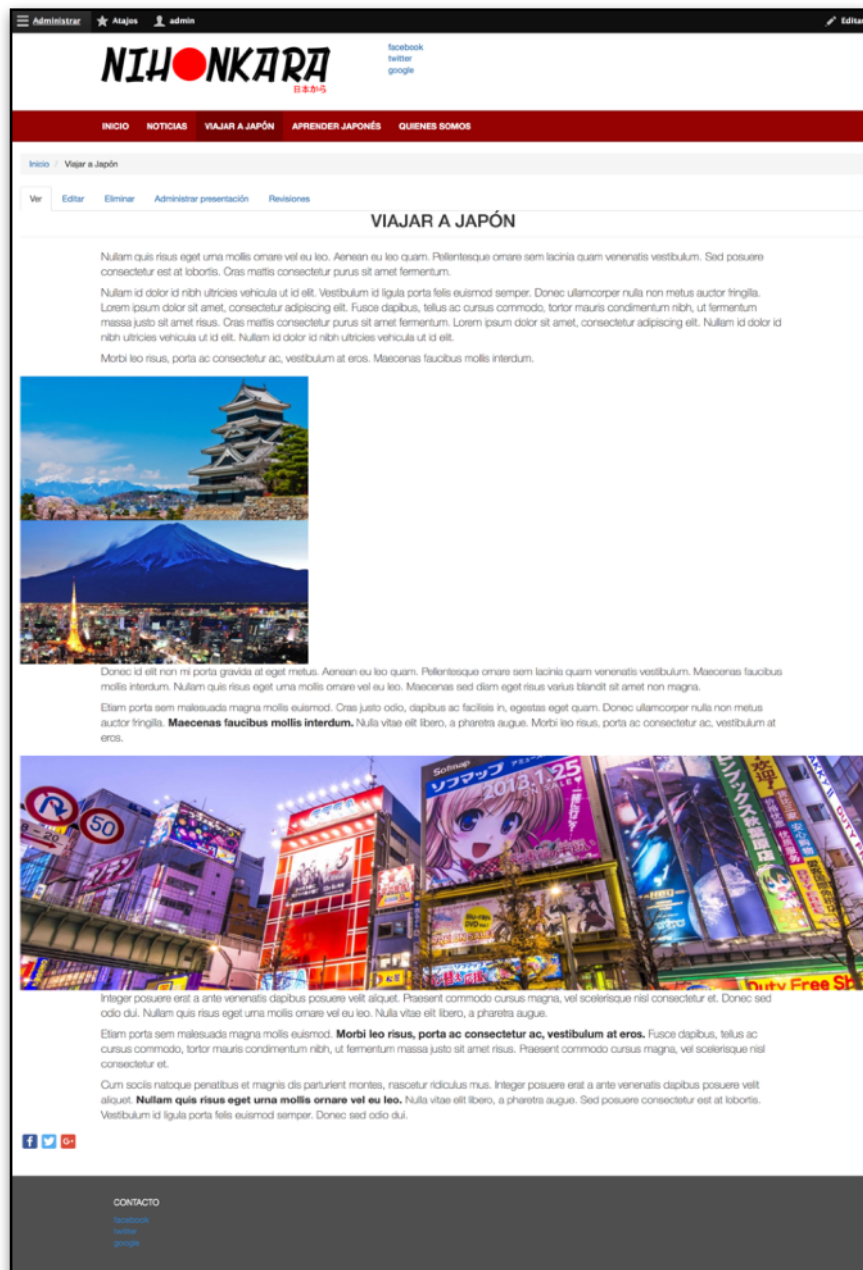 Administrar Atajos admin Editar
NIHONKARA
日本から
facebook
twitter
google
INICIO NOTICIAS VIAJAR A JAPÓN APRENDER JAPONÉS QUIENES SOMOS
Inicio / Viajar a Japón
Ver Editar Eliminar Administrar presentación Revisiones
VIAJAR A JAPÓN
Nullam quis risus eget urna mollis ornare vel eu leo. Aenean eu leo quam. Pellentesque ornare sem lacinia quam venenatis vestibulum. Sed posuere
consectetur est at lobortis. Cras mattis consectetur purus sit amet fermentum.
Nullam id dolor id nibh ultricies vehicula ut id elit. Vestibulum id ligula porta felis euismod semper. Donec ullamcorper nulla non metus auctor fringilla.
Lorem ipsum dolor sit amet, consectetur adipiscing elit. Fusce dapibus, tellus ac cursus commodo, tortor mauris condimentum nibh, ut fermentum
massa justo sit amet risus. Cras mattis consectetur purus sit amet fermentum. Lorem ipsum dolor sit amet, consectetur adipiscing elit. Nullam id dolor id
nibh ultricies vehicula ut id elit. Nullam id dolor id nibh ultricies vehicula ut id elit.
Morbi leo risus, porta ac consectetur ac, vestibulum at eros. Maecenas faucibus mollis interdum.
Donec id elit non mi porta gravida at eget metus. Aenean eu leo quam. Pellentesque ornare sem lacinia quam venenatis vestibulum. Maecenas faucibus
mollis interdum. Nullam quis risus eget urna mollis ornare vel eu leo. Maecenas sed diam eget risus varius blandit sit amet non magna.
Etiam porta sem malesuada magna mollis euismod. Cras justo odio, dapibus ac facilisis in, egestas eget quam. Donec ullamcorper nulla non metus
auctor fringilla. Maecenas faucibus mollis interdum. Nulla vitae elit libero, a pharetra augue. Morbi leo risus, porta ac consectetur ac, vestibulum at
eros.
Sofmap
ソフマップ
2013.1.25
ON SALE
50
8-20
歓迎!
DUTY FREE
Duty Free Sh
Integer posuere erat a ante venenatis dapibus posuere velit aliquet. Praesent commodo cursus magna, vel scelerisque nisl consectetur et. Donec sed
odio dui. Nullam quis risus eget urna mollis ornare vel eu leo. Nulla vitae elit libero, a pharetra augue.
Etiam porta sem malesuada magna mollis euismod. Morbi leo risus, porta ac consectetur ac, vestibulum at eros. Fusce dapibus, tellus ac
cursus commodo, tortor mauris condimentum nibh, ut fermentum massa justo sit amet risus. Praesent commodo cursus magna, vel scelerisque nisl
consectetur et.
Cum sociis natoque penatibus et magnis dis parturient montes, nascetur ridiculus mus. Integer posuere erat a ante venenatis dapibus posuere velit
aliquet. Nullam quis risus eget urna mollis ornare vel eu leo. Nulla vitae elit libero, a pharetra augue. Sed posuere consectetur est at lobortis.
Vestibulum id ligula porta felis euismod semper. Donec sed odio dui.
CONTACTO
facebook
twitter
google